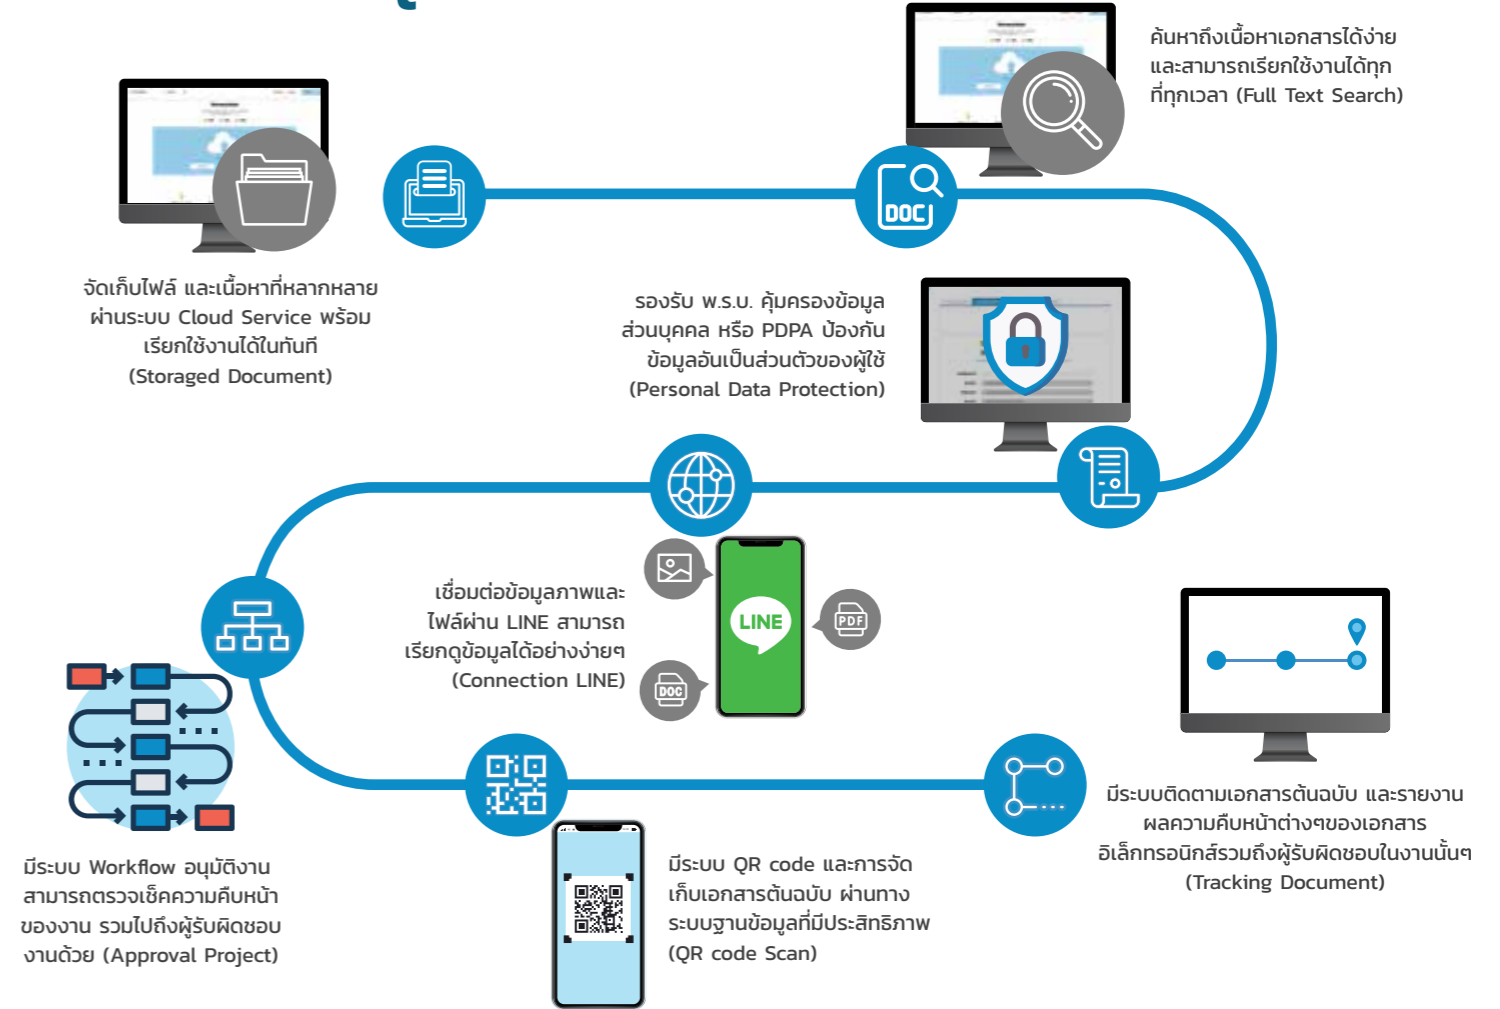 จัดเก็บไฟล์ และเนื้อหาที่หลากหลาย
ผ่านระบบ Cloud Service พร้อม
เรียกใช้งานได้ในทันที
(Storaged Document)
DOC
ค้นหาถึงเนื้อหาเอกสารได้ง่าย
และสามารถเรียกใช้งานได้ทุก
ที่ทุกเวลา (Full Text Search)
รองรับ พ.ร.บ. คุ้มครองข้อมูล
ส่วนบุคคล หรือ PDPA ป้องกัน
ข้อมูลอันเป็นส่วนตัวของผู้ใช้
(Personal Data Protection)
เชื่อมต่อข้อมูลภาพและ
ไฟล์ผ่าน LINE สามารถ
เรียกดูข้อมูลได้อย่างง่ายๆ
(Connection LINE)
LINE
PDF
DOC
มีระบบ Workflow อนุมัติงาน
สามารถตรวจเช็คความคืบหน้า
ของงาน รวมไปถึงผู้รับผิดชอบ
งานด้วย (Approval Project)
มีระบบ QR code และการจัด
เก็บเอกสารต้นฉบับ ผ่านทาง
ระบบฐานข้อมูลที่มีประสิทธิภาพ
(QR code Scan)
มีระบบติดตามเอกสารต้นฉบับ และรายงาน
ผลความคืบหน้าต่างๆของเอกสาร
อิเล็กทรอนิกส์รวมถึงผู้รับผิดชอบในงานนั้นๆ
(Tracking Document)